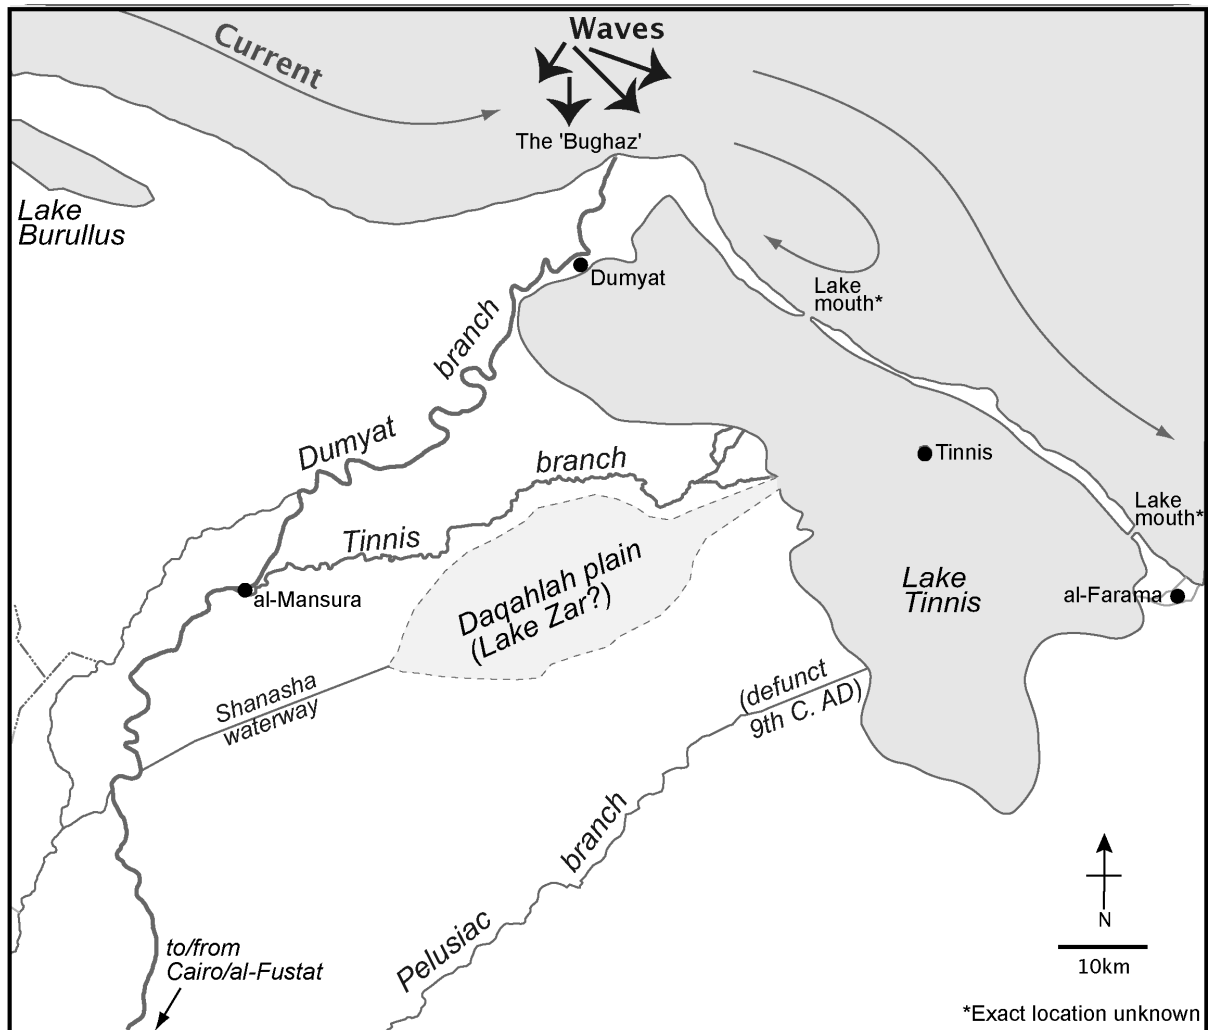 Waves
Current
The 'Bughaz'
Lake
Burullus
Dumyat
Lake
mouth*
branch
Dumyat
branch
Tinnis
Tinnis
Lake
mouth*
Daqahlah plain
(Lake Zar?)
Lake
Tinnis
al-Mansura
al-Farama
Shanasha
waterway
(defunct
9th C. AD)
branch
Pelusiac
to/from
Cairo/al-Fustat
N
10km
*Exact location unknown